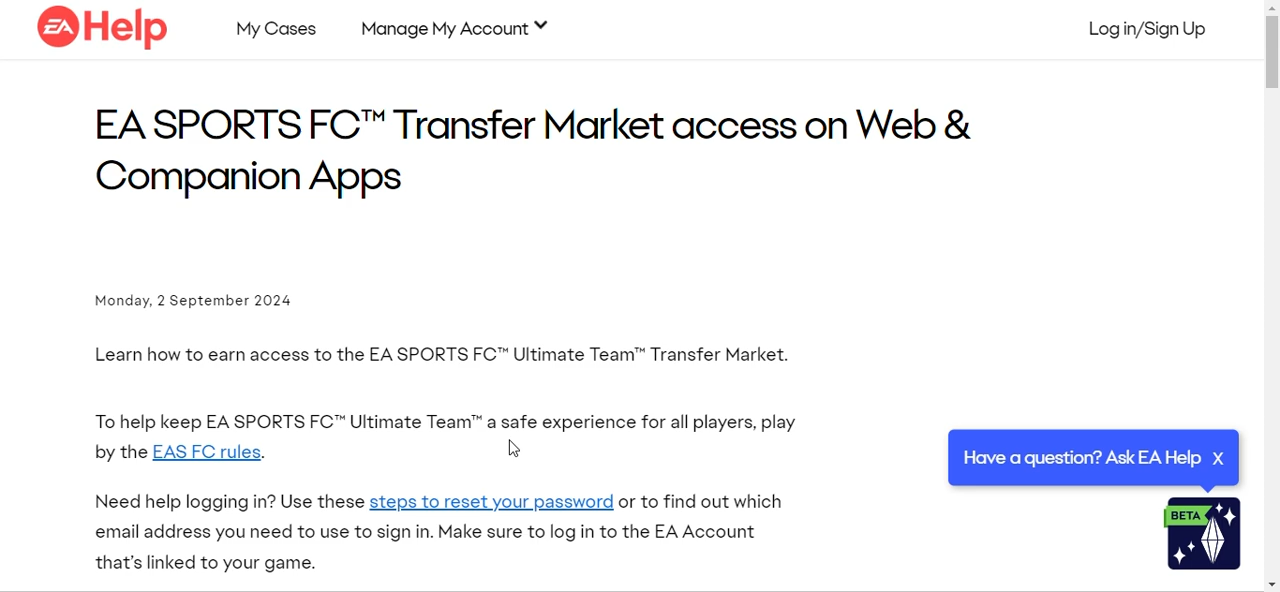 EA Help My Cases Manage My Account Log in/Sign Up
EA SPORTS FC™ Transfer Market access on Web &
Companion Apps
Monday, 2 September 2024
Learn how to earn access to the EA SPORTS FC™ Ultimate Team™ Transfer Market.
To help keep EA SPORTS FC™ Ultimate Team™ a safe experience for all players, play
by the EAS FC rules.
Have a question? Ask EA Help X
Need help logging in? Use these steps to reset your password or to find out which
email address you need to use to sign in. Make sure to log in to the EA Account
that’s linked to your game.
BETA